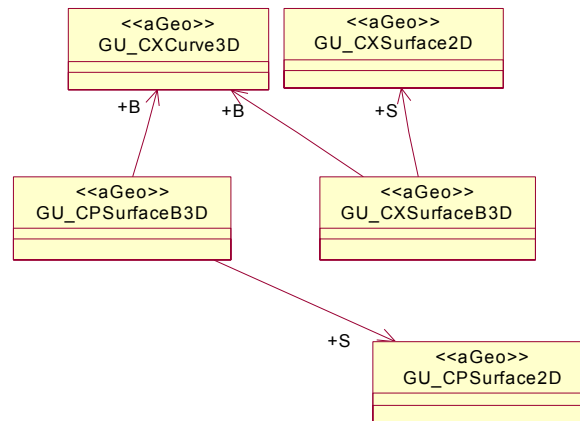 <<aGeo>>
GU_CXCurve3D
<<aGeo>>
GU_CXSurface2D
+B
+B
+S
<<aGeo>>
GU_CPSurfaceB3D
<<aGeo>>
GU_CXSurfaceB3D
+S
<<aGeo>>
GU_CPSurface2D